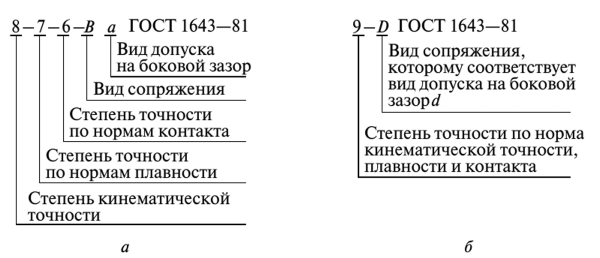 8–7–6–B a ГОСТ 1643—81
Вид допуска
на боковой зазор
Вид сопряжения
Степень точности
по нормам контакта
Степень точности
по нормам плавности
Степень кинематической
точности
а
9–D ГОСТ 1643—81
Вид сопряжения,
которому соответствует
вид допуска на боковой
зазор d
Степень точности по норма
кинематической точности,
плавности и контакта
б